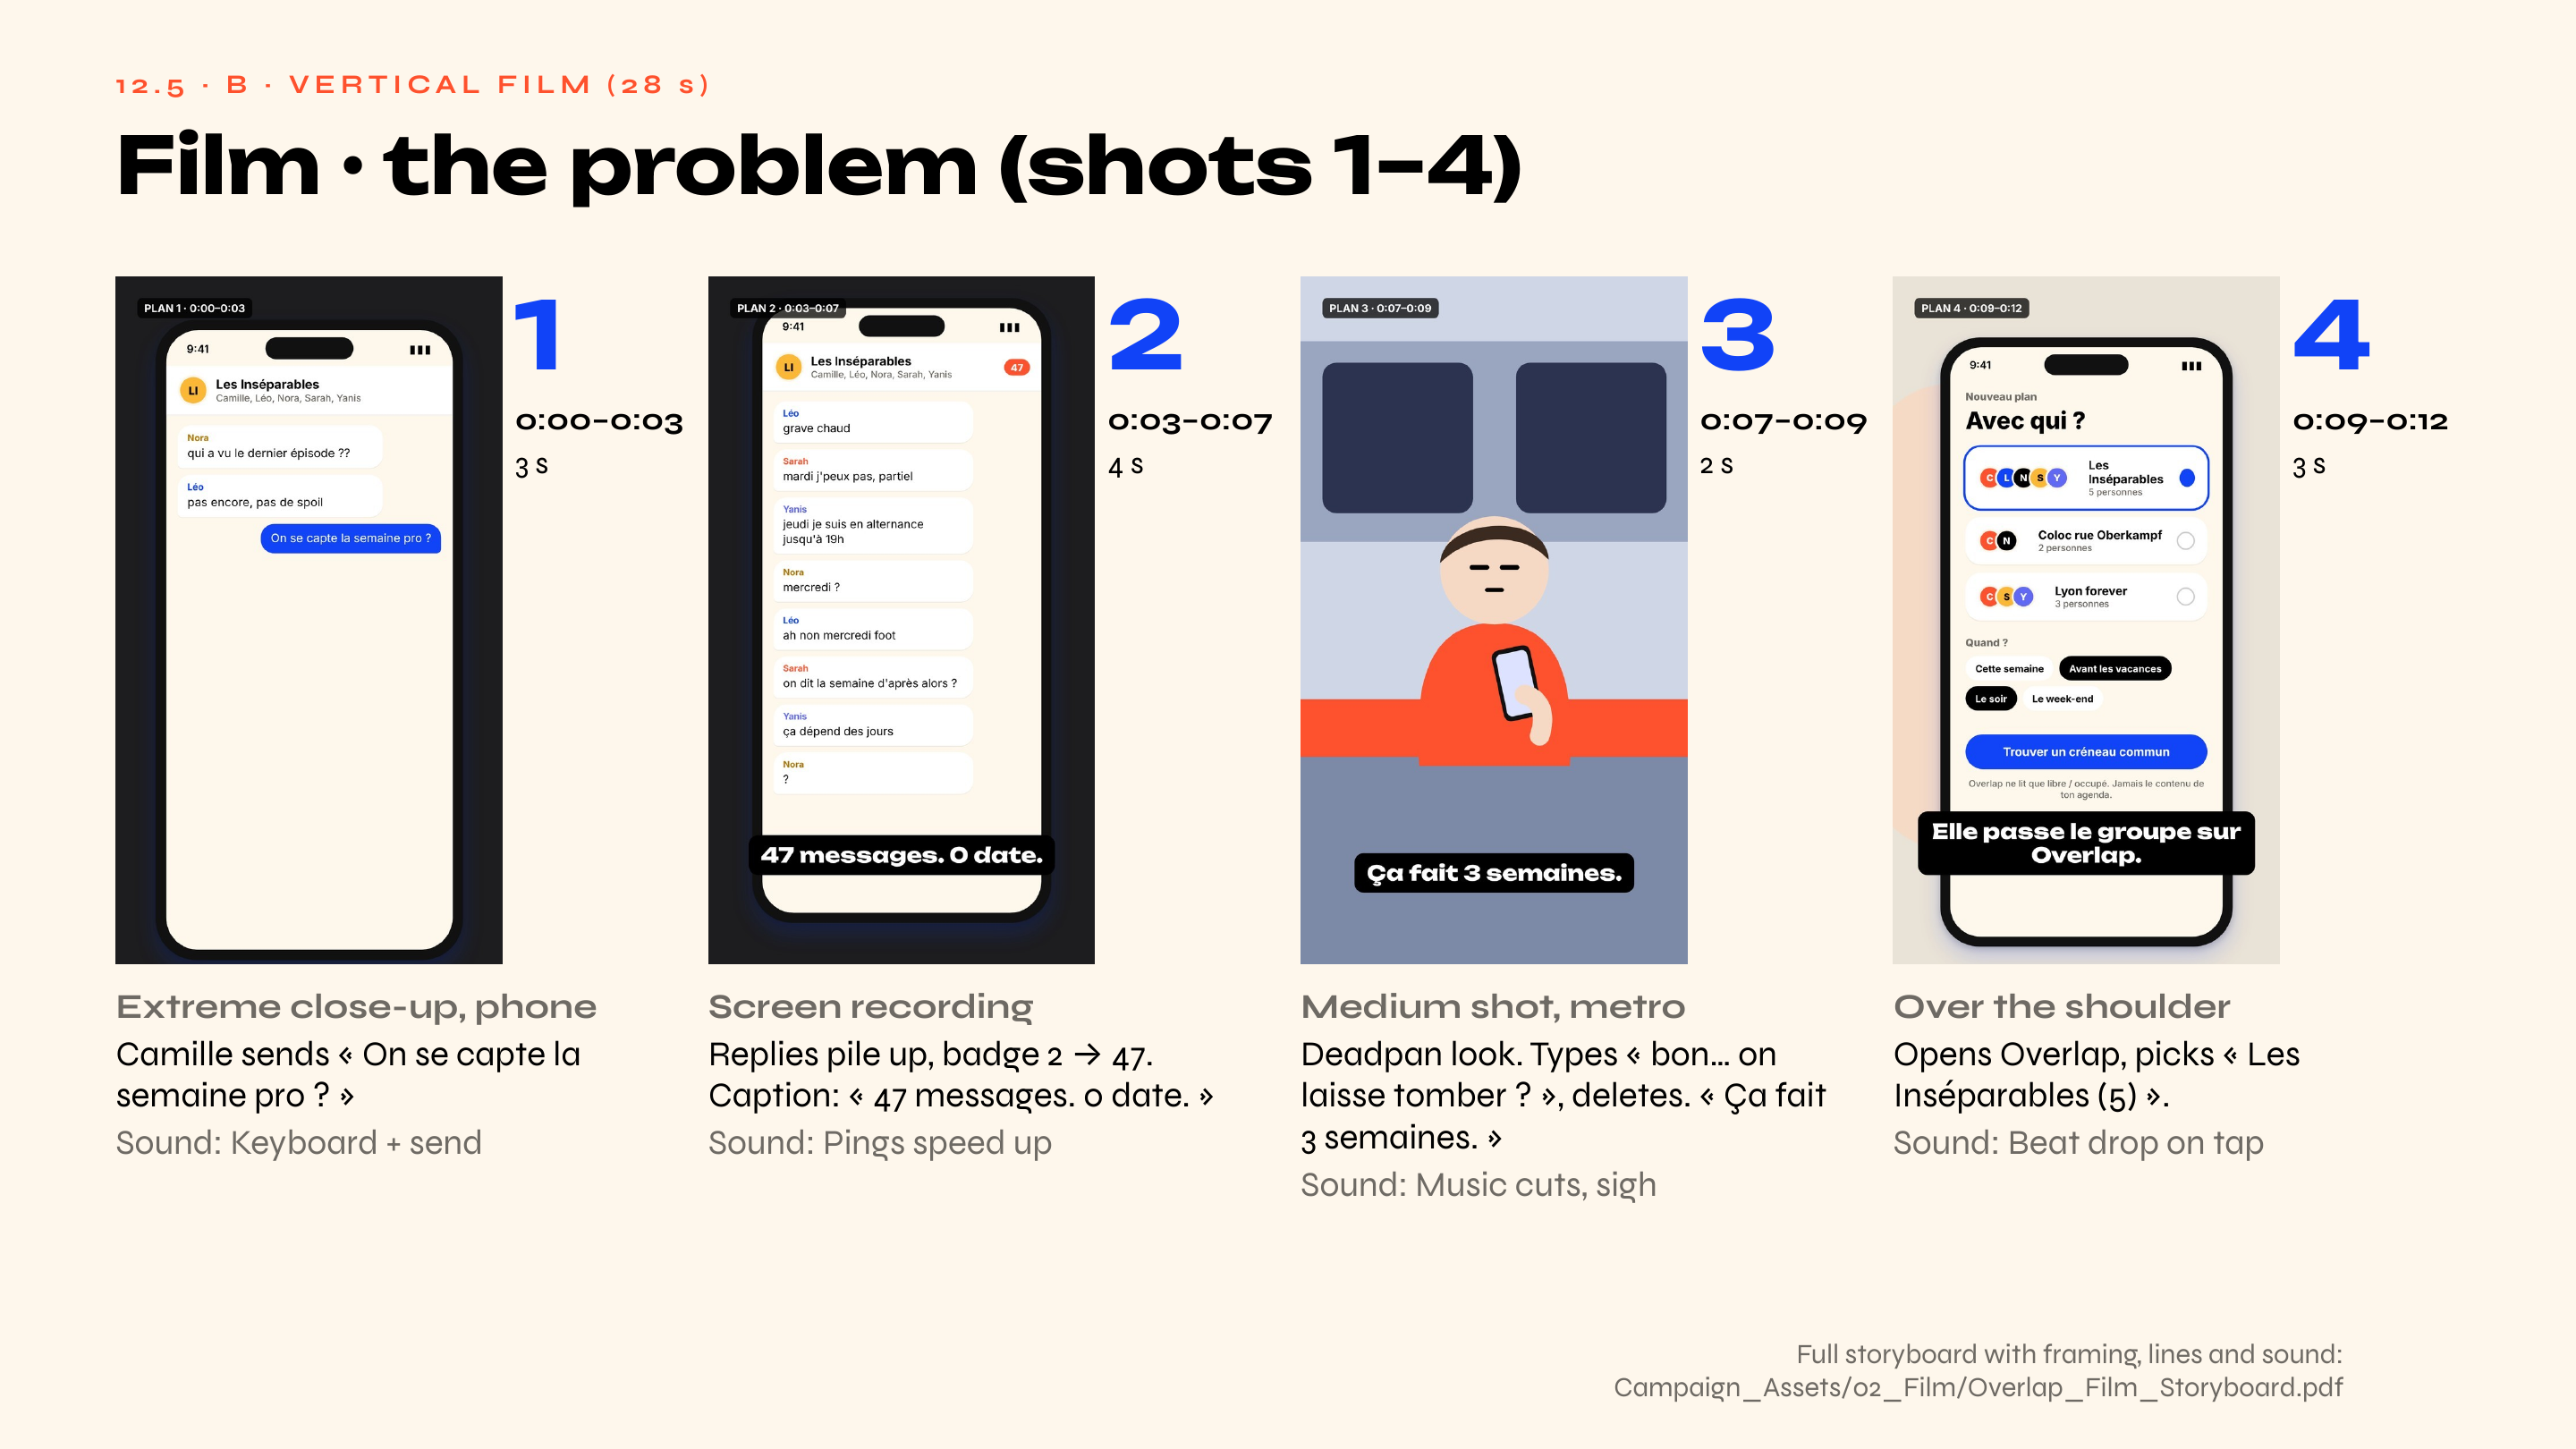 12.5 · B · VERTICAL FILM (28 s)
Film · the problem (shots 1–4)
PLAN 1 · 0:00–0:03
9:41
LI
Les Inséparables
Camille, Léo, Nora, Sarah, Yanis
Nora
qui a vu le dernier épisode ??
Léo
pas encore, pas de spoil
On se capte la semaine pro ?
1
0:00–0:03
3 s
Extreme close-up, phone
Camille sends « On se capte la
semaine pro ? »
Sound: Keyboard + send
PLAN 2 · 0:03–0:07
9:41
LI
Les Inséparables
Camille, Léo, Nora, Sarah, Yanis
47
Léo
grave chaud
Sarah
mardi j'peux pas, partiel
Yanis
jeudi je suis en alternance
jusqu'à 19h
Nora
mercredi ?
Léo
ah non mercredi foot
Sarah
on dit la semaine d'après alors ?
Yanis
ça dépend des jours
Nora
?
47 messages. 0 date.
2
0:03–0:07
4 s
Screen recording
Replies pile up, badge 2 → 47.
Caption: « 47 messages. 0 date. »
Sound: Pings speed up
PLAN 3 · 0:07–0:09
Ça fait 3 semaines.
3
0:07–0:09
2 s
Medium shot, metro
Deadpan look. Types « bon… on
laisse tomber ? », deletes. « Ça fait
3 semaines. »
Sound: Music cuts, sigh
PLAN 4 · 0:09–0:12
9:41
Nouveau plan
Avec qui ?
C L N S Y
Les
Inséparables
5 personnes
C N
Coloc rue Oberkampf
2 personnes
C S Y
Lyon forever
3 personnes
Quand ?
Cette semaine
Avant les vacances
Le soir
Le week-end
Trouver un créneau commun
Overlap ne lit que libre / occupé. Jamais le contenu de
ton agenda.
Elle passe le groupe sur
Overlap.
4
0:09–0:12
3 s
Over the shoulder
Opens Overlap, picks « Les
Inséparables (5) ».
Sound: Beat drop on tap
Full storyboard with framing, lines and sound:
Campaign_Assets/02_Film/Overlap_Film_Storyboard.pdf